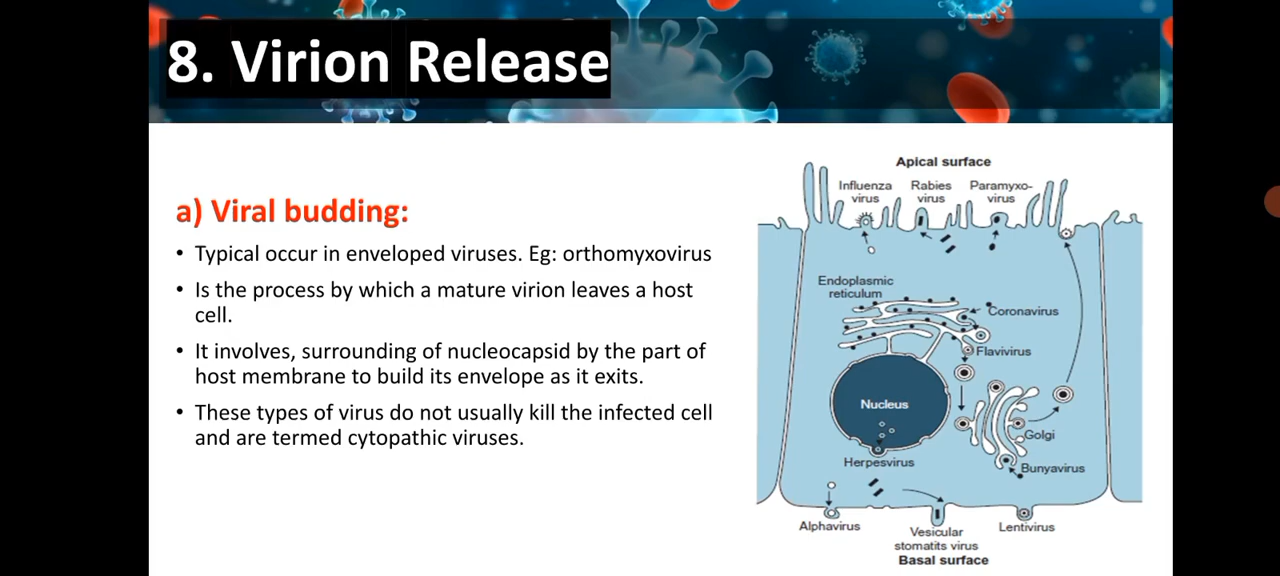 8. Virion Release
a) Viral budding:
• Typical occur in enveloped viruses. Eg: orthomyxovirus
• Is the process by which a mature virion leaves a host
cell.
• It involves, surrounding of nucleocapsid by the part of
host membrane to build its envelope as it exits.
• These types of virus do not usually kill the infected cell
and are termed cytopathic viruses.
Apical surface
Influenza
virus
Rabies
virus
Paramyxo-
virus
Endoplasmic
reticulum
Coronavirus
Flavivirus
Nucleus
Golgi
Herpesvirus
Bunyavirus
Alphavirus
Vesicular
stomatits virus
Lentivirus
Basal surface